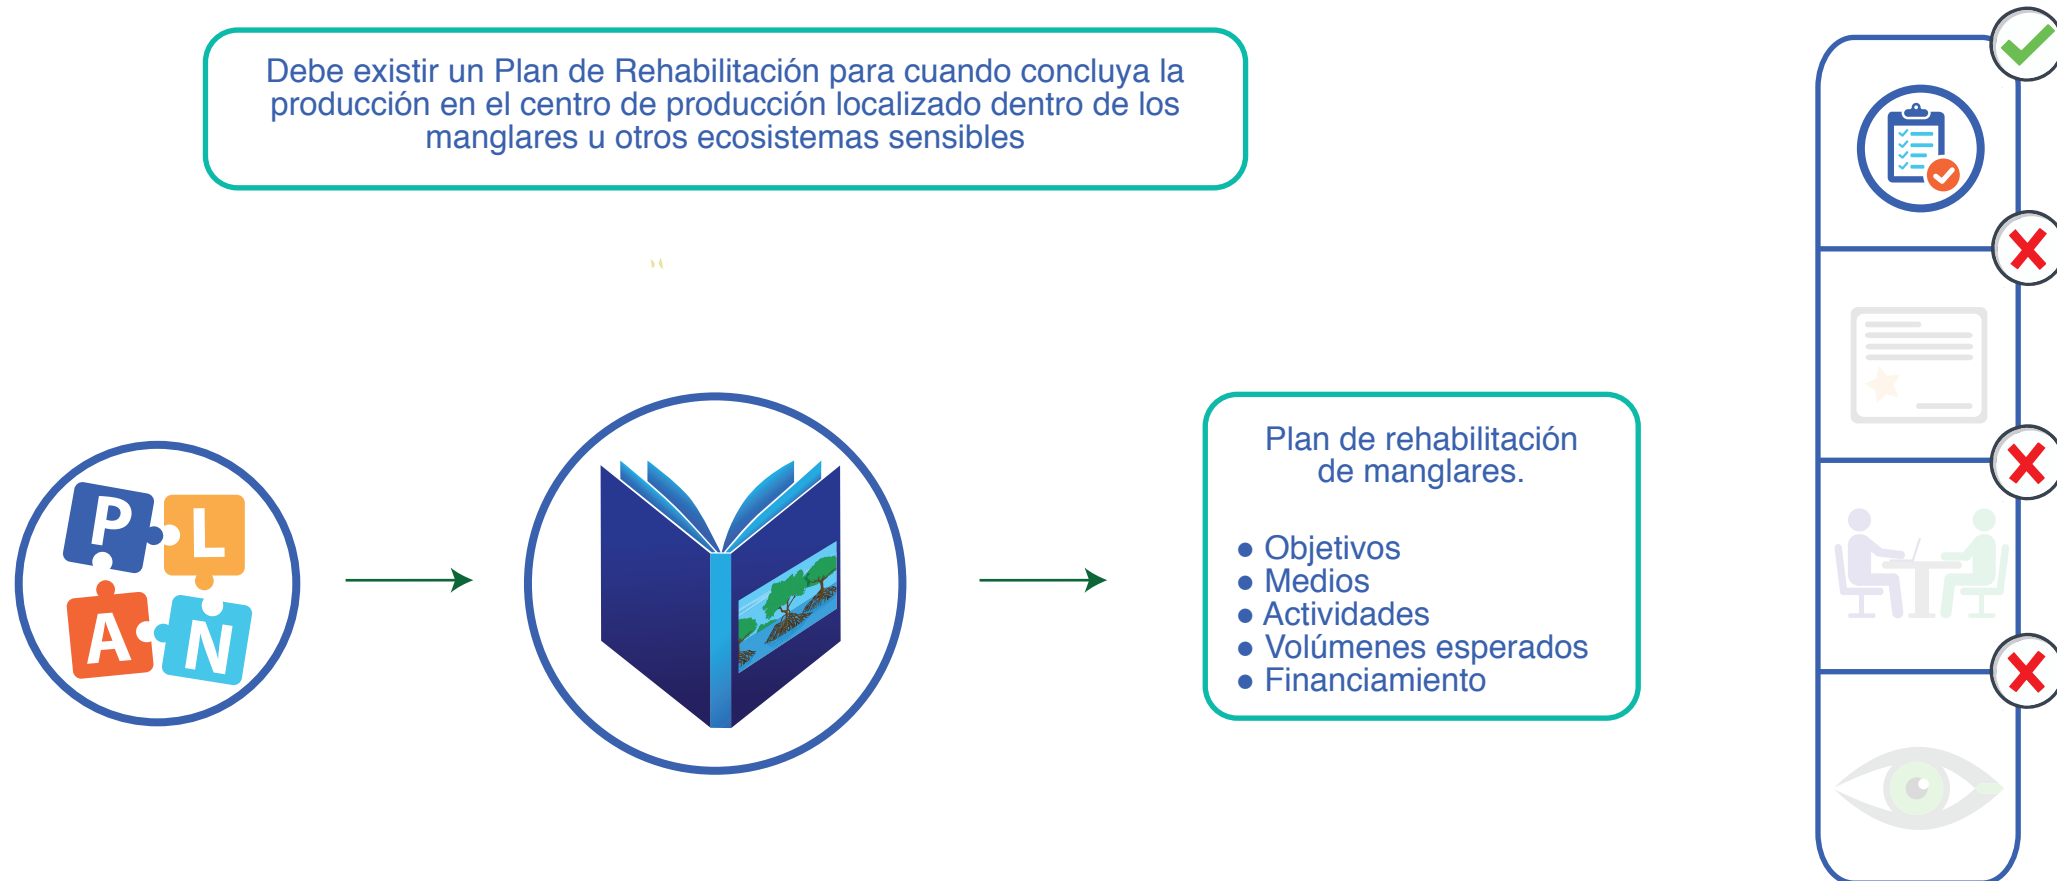 Debe existir un Plan de Rehabilitación para cuando concluya la
producción en el centro de producción localizado dentro de los
manglares u otros ecosistemas sensibles
P L
A N
Plan de rehabilitación
de manglares.
● Objetivos
● Medios
● Actividades
● Volúmenes esperados
● Financiamiento